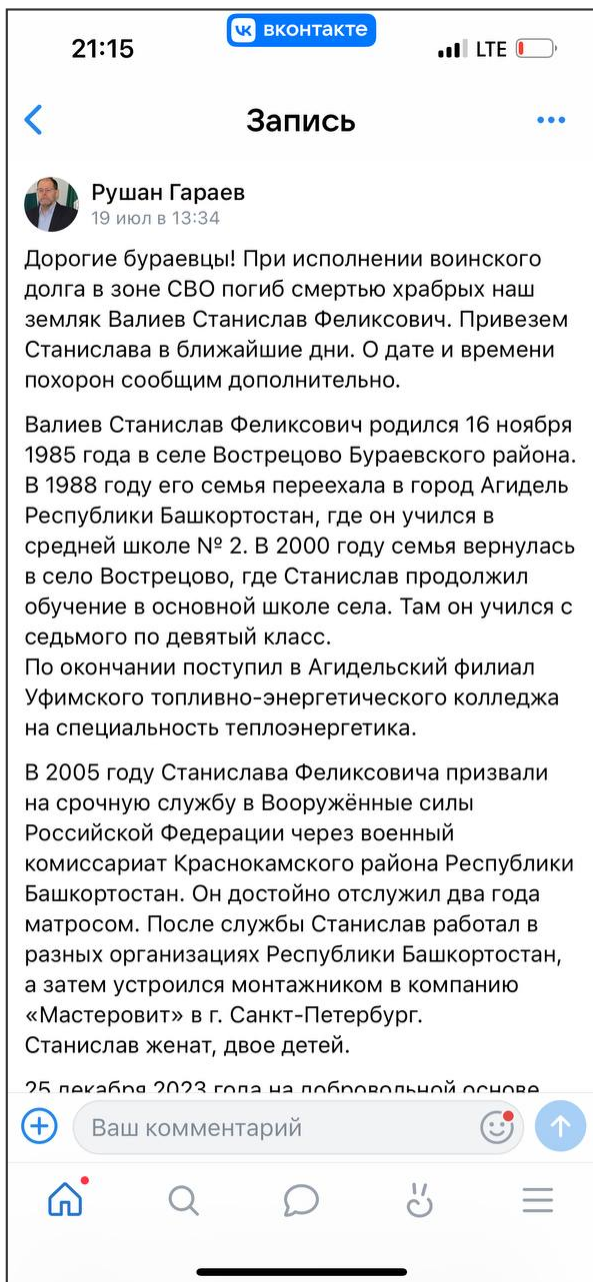 вконтакте
21:15
LTE
Запись
Рушан Гараев
19 июл в 13:34
Дорогие бураевцы! При исполнении воинского
долга в зоне СВО погиб смертью храбрых наш
земляк Валиев Станислав Феликсович. Привезем
Станислава в ближайшие дни. О дате и времени
похорон сообщим дополнительно.
Валиев Станислав Феликсович родился 16 ноября
1985 года в селе Вострецово Бураевского района.
В 1988 году его семья переехала в город Агидель
Республики Башкортостан, где он учился в
средней школе № 2. В 2000 году семья вернулась
в село Вострецово, где Станислав продолжил
обучение в основной школе села. Там он учился с
седьмого по девятый класс.
По окончании поступил в Агидельский филиал
Уфимского топливно-энергетического колледжа
на специальность теплоэнергетика.
В 2005 году Станислава Феликсовича призвали
на срочную службу в Вооружённые силы
Российской Федерации через военный
комиссариат Краснокамского района Республики
Башкортостан. Он достойно отслужил два года
матросом. После службы Станислав работал в
разных организациях Республики Башкортостан,
а затем устроился монтажником в компанию
«Мастеровит» в г. Санкт-Петербург.
Станислав женат, двое детей.
25 декабря 2023 года на добровольной основе
Ваш комментарий